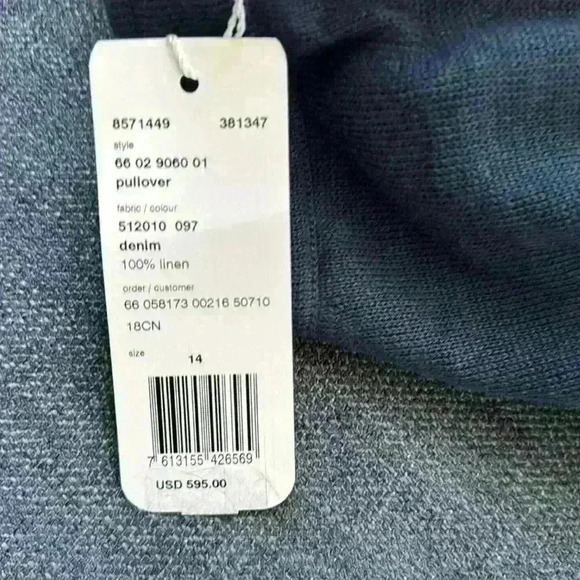 8571449 381347
style
66 02 9060 01
pullover
fabric / colour
512010 097
denim
100% linen
order / customer
66 058173 00216 50710
18CN
size 14
7 613155 426569
USD 595.00